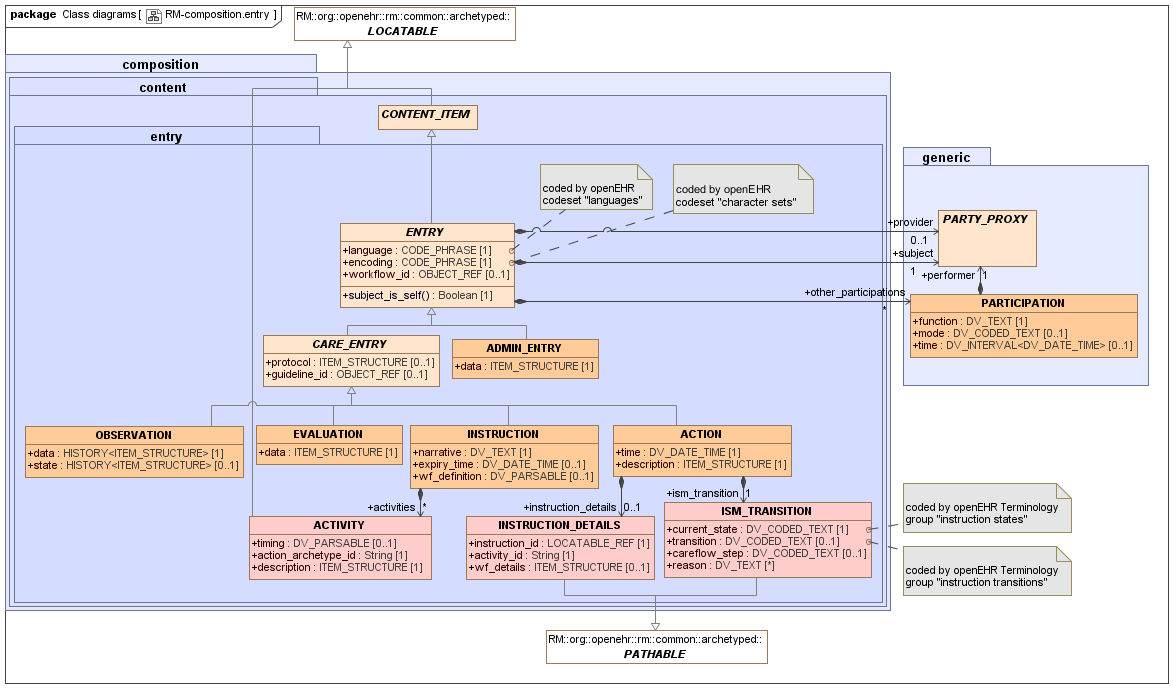 package Class diagrams [ RM-composition.entry ]
RM::org::openehr::rm::common::archetyped::
LOCATABLE
composition
content
CONTENT_ITEM
entry
generic
coded by openEHR
codeset "languages"
coded by openEHR
codeset "character sets"
ENTRY
+language : CODE_PHRASE [1]
+encoding : CODE_PHRASE [1]
+workflow_id : OBJECT_REF [0..1]
+subject_is_self() : Boolean [1]
+provider
0..1
+subject
1
PARTY_PROXY
+performer
1
+other_participations
*
PARTICIPATION
+function : DV_TEXT [1]
+mode : DV_CODED_TEXT [0..1]
+time : DV_INTERVAL<DV_DATE_TIME> [0..1]
CARE_ENTRY
+protocol : ITEM_STRUCTURE [0..1]
+guideline_id : OBJECT_REF [0..1]
ADMIN_ENTRY
+data : ITEM_STRUCTURE [1]
OBSERVATION
+data : HISTORY<ITEM_STRUCTURE> [1]
+state : HISTORY<ITEM_STRUCTURE> [0..1]
EVALUATION
+data : ITEM_STRUCTURE [1]
INSTRUCTION
+narrative : DV_TEXT [1]
+expiry_time : DV_DATE_TIME [0..1]
+wf_definition : DV_PARSABLE [0..1]
ACTION
+time : DV_DATE_TIME [1]
+description : ITEM_STRUCTURE [1]
+activities
*
+instruction_details
0..1
+ism_transition
1
ACTIVITY
+timing : DV_PARSABLE [0..1]
+action_archetype_id : String [1]
+description : ITEM_STRUCTURE [1]
INSTRUCTION_DETAILS
+instruction_id : LOCATABLE_REF [1]
+activity_id : String [1]
+wf_details : ITEM_STRUCTURE [0..1]
ISM_TRANSITION
+current_state : DV_CODED_TEXT [1]
+transition : DV_CODED_TEXT [0..1]
+careflow_step : DV_CODED_TEXT [0..1]
+reason : DV_TEXT [*]
coded by openEHR Terminology
group "instruction states"
coded by openEHR Terminology
group "instruction transitions"
RM::org::openehr::rm::common::archetyped::
PATHABLE